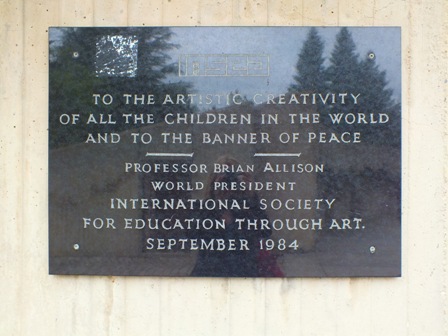 TO THE ARTISTIC CREATIVITY
OF ALL THE CHILDREN IN THE WORLD
AND TO THE BANNER OF PEACE
PROFESSOR BRIAN ALLISON
WORLD PRESIDENT
INTERNATIONAL SOCIETY
FOR EDUCATION THROUGH ART.
SEPTEMBER 1984